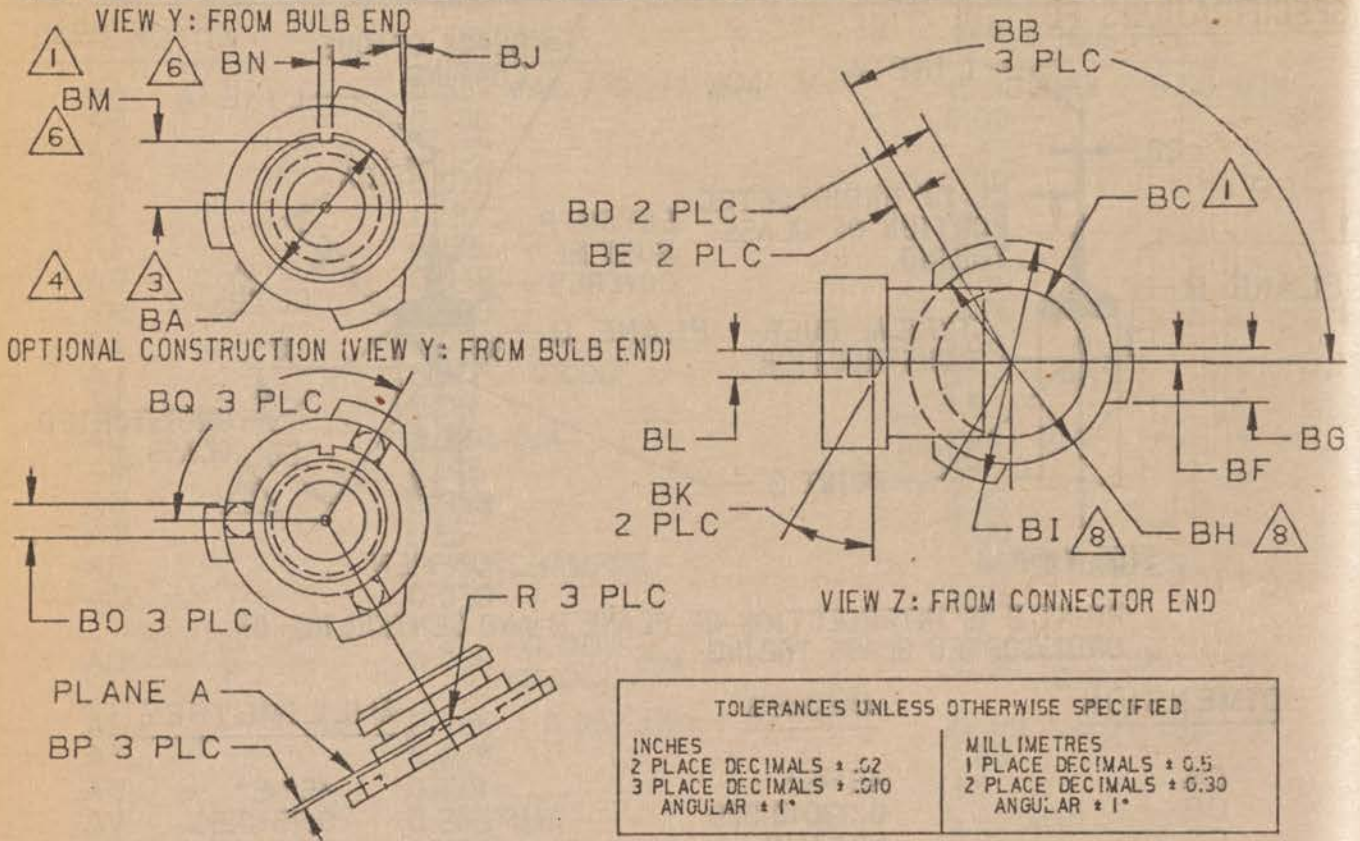 VIEW Y: FROM BULB END
1
6
BN
BJ
BM
6
4
3
BA
OPTIONAL CONSTRUCTION (VIEW Y: FROM BULB END)
BQ 3 PLC
BO 3 PLC
R 3 PLC
PLANE A
BP 3 PLC
BB
3 PLC
BD 2 PLC
BE 2 PLC
BC
1
BL
BG
BF
BK
2 PLC
BI
8
BH
8
VIEW Z: FROM CONNECTOR END
TOLERANCES UNLESS OTHERWISE SPECIFIED
INCHES
2 PLACE DECIMALS ± .02
3 PLACE DECIMALS ± .010
ANGULAR ± 1°
MILLIMETRES
1 PLACE DECIMALS ± 0.5
2 PLACE DECIMALS ± 0.30
ANGULAR ± 1°